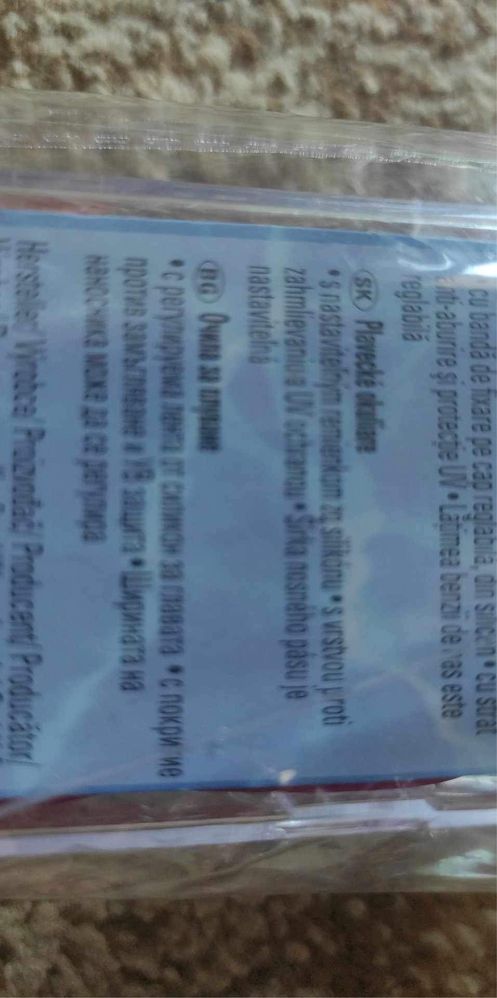 cu bandă de fixare pe cap reglabilă, din silicon • cu strat
anti-aburire și protecție UV • Lățimea benzii de nas este
reglabilă
SK Plavecké okuliare
• s nastaviteľným remienkom zo silikónu • s vrstvou proti
zahmlievaniu a UV ochranou • Šírka nosného pásu je
nastaviteľná
BG Очила за плуване
• с регулируема лента от силикон за главата • с покритие
против замъгляване и УВ защита • Ширината на
наносника може да се регулира
Hersteller/ Výrobce/ Proizvođač/ Producent/ Producător/